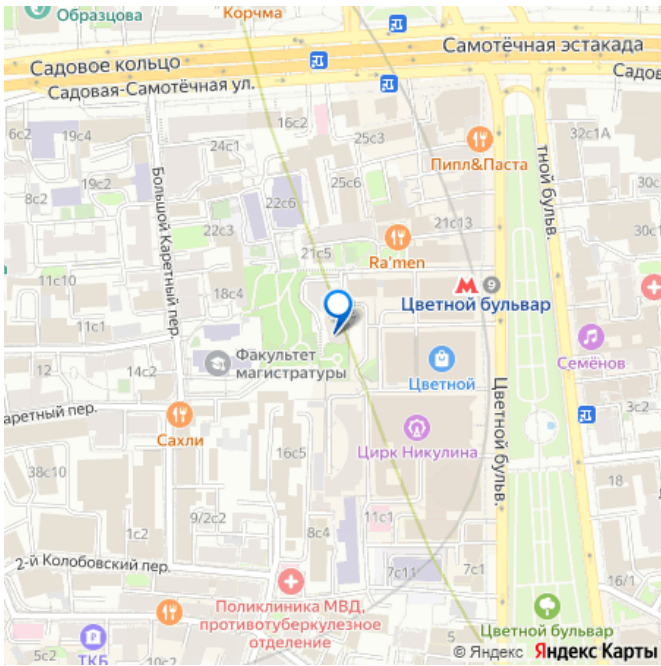 Образцова
Корчма
Садовое кольцо
Самотёчная эстакада
Садовая-Самотёчная ул.
Садов
6с2
19с4
16с2
24с1
25с3
32с1А
Пипл&Паста
тной бульв.
8с2
19с2
25с6
Большой Каретный пер.
22с6
22с3
21с13
30с1
21с5
Ra'men
11с10
18с4
9
Цветной бульвар
11с1
Семёнов
12
14с2
Факультет
магистратуры
Цветной
Цветной бульв.
аретный пер.
3с2
Сахли
Цирк Никулина
38с10
16с5
18
9/2с2
11с1
1с2
8с4
2-й Колобовский пер.
7с11
7с1
16/1
Поликлиника МВД,
противотуберкулезное
отделение
Цветной бульвар
ТКБ
© Яндекс Яндекс Карты